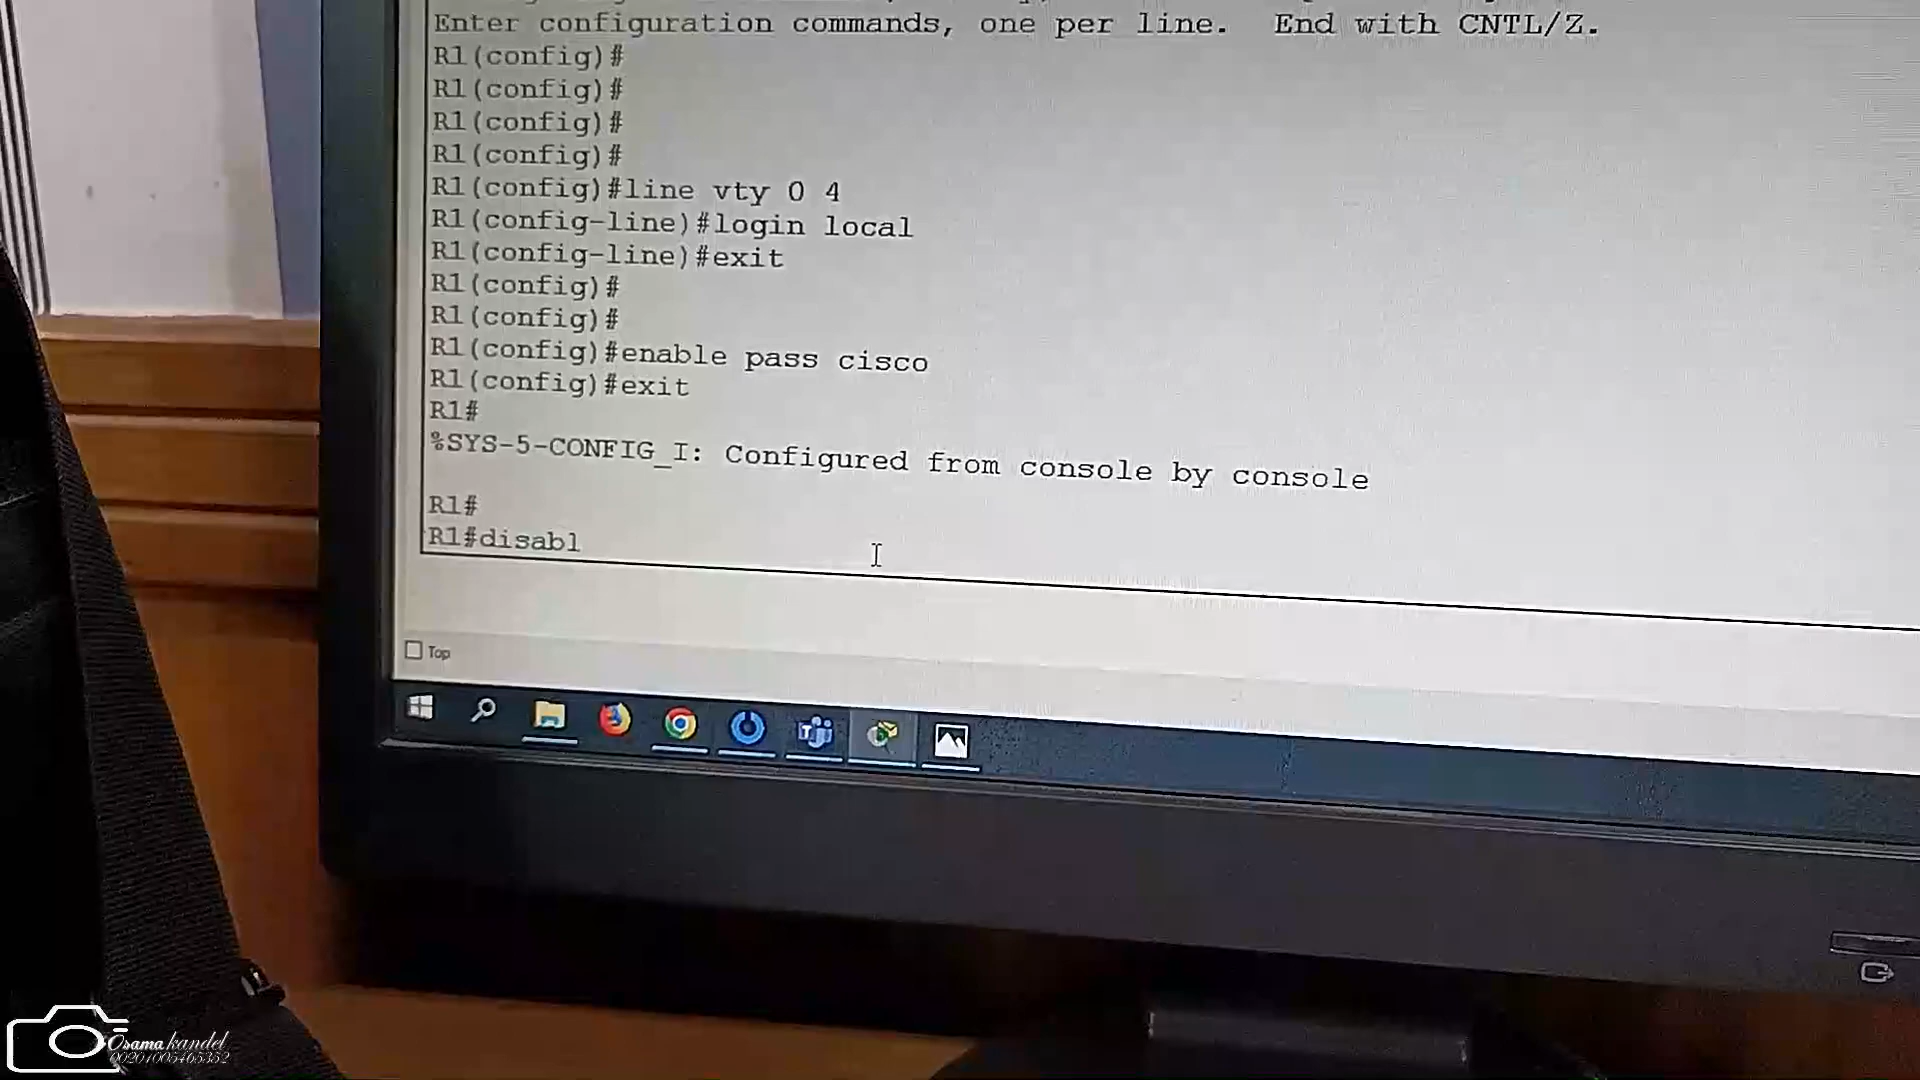 Enter configuration commands, one per line.  End with CNTL/Z.
R1(config)#
R1(config)#
R1(config)#
R1(config)#
R1(config)#line vty 0 4
R1(config-line)#login local
R1(config-line)#exit
R1(config)#
R1(config)#
R1(config)#enable pass cisco
R1(config)#exit
R1#
%SYS-5-CONFIG_I: Configured from console by console
R1#
R1#disabl
Top
Osama kandel
00201005465352